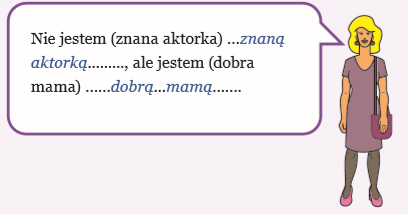 Nie jestem (znana aktorka) ...znaną
aktorką........., ale jestem (dobra
mama) ......dobrą...mamą.......